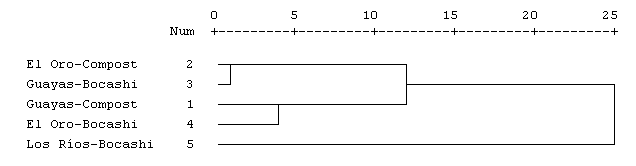 0 5 10 15 20 25
Num +---------+---------+---------+---------+---------+
El Oro-Compost 2
Guayas-Bocashi 3
Guayas-Compost 1
El Oro-Bocashi 4
Los Ríos-Bocashi 5